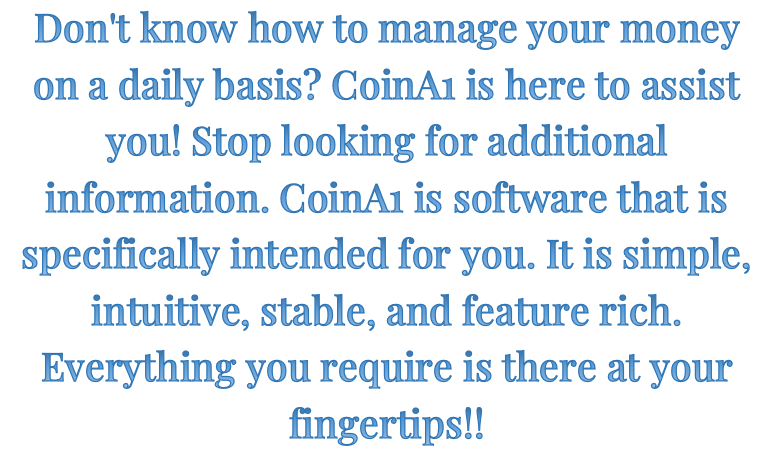 Don't know how to manage your money
on a daily basis? CoinA1 is here to assist
you! Stop looking for additional
information. CoinA1 is software that is
specifically intended for you. It is simple,
intuitive, stable, and feature rich.
Everything you require is there at your
fingertips!!